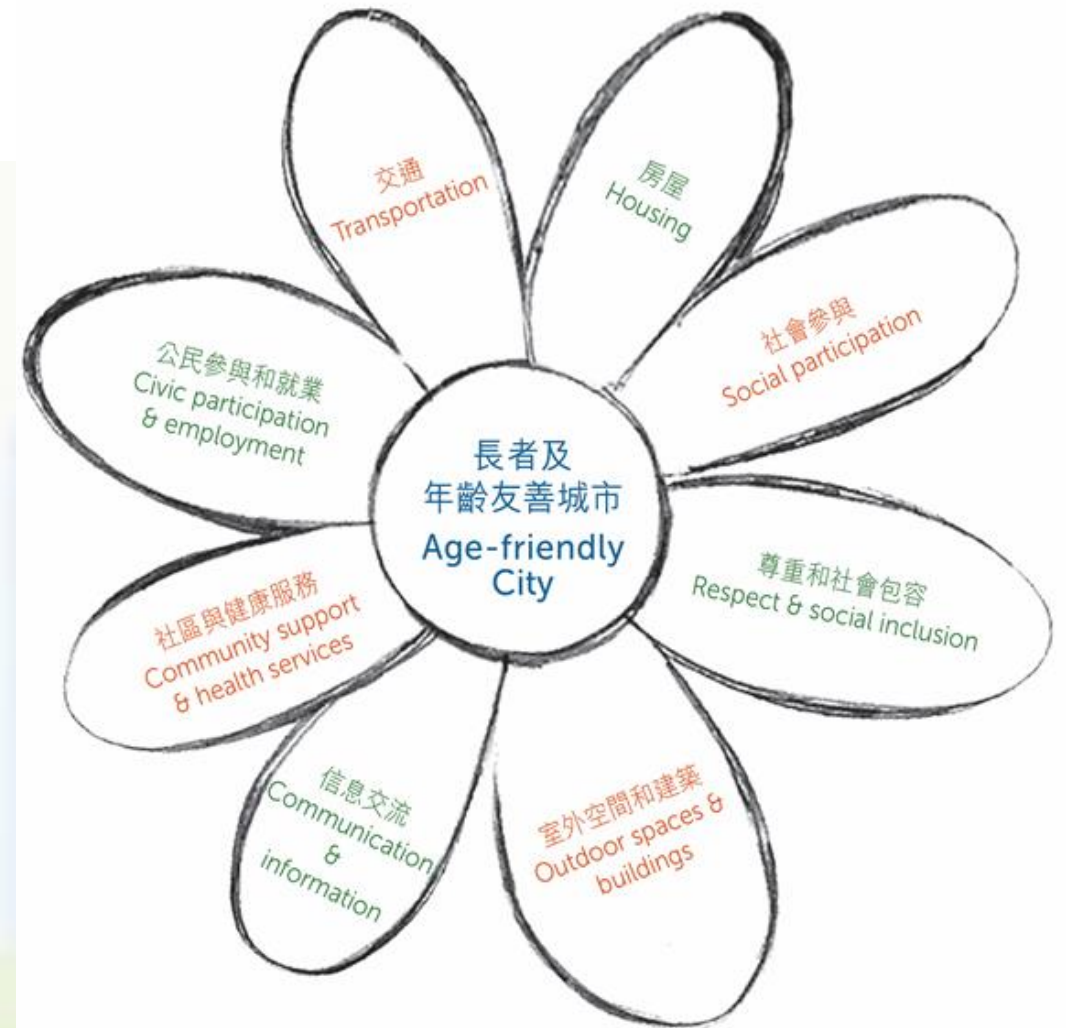 交通
Transportation
房屋
Housing
社會參與
Social participation
公民參與和就業
Civic participation
& employment
長者及
年齡友善城市
Age-friendly
City
尊重和社會包容
Respect & social inclusion
社區與健康服務
Community support
& health services
信息交流
Communication
&
information
室外空間和建築
Outdoor spaces &
buildings